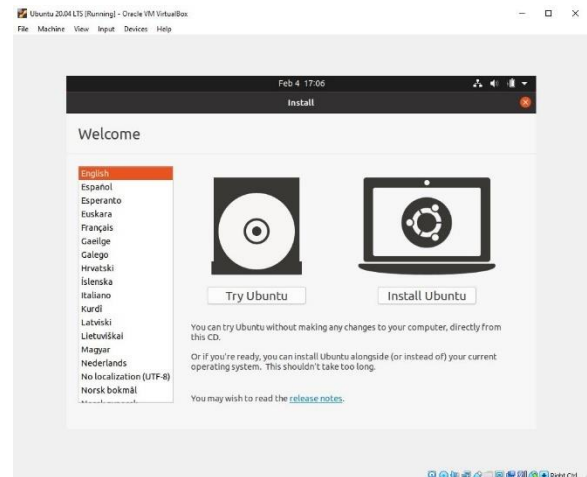 Ubuntu 20.04 LTS [Running] - Oracle VM VirtualBox
File Machine View Input Devices Help
Feb 4 17:06
Install
Welcome
English
Español
Esperanto
Euskara
Français
Gaeilge
Galego
Hrvatski
Íslenska
Italiano
Kurdî
Latviski
Lietuviškai
Magyar
Nederlands
No localization (UTF-8)
Norsk bokmål
Try Ubuntu
Install Ubuntu
You can try Ubuntu without making any changes to your computer, directly from
this CD.
Or if you're ready, you can install Ubuntu alongside (or instead of) your current
operating system. This shouldn't take too long.
You may wish to read the release notes.
Right Ctrl